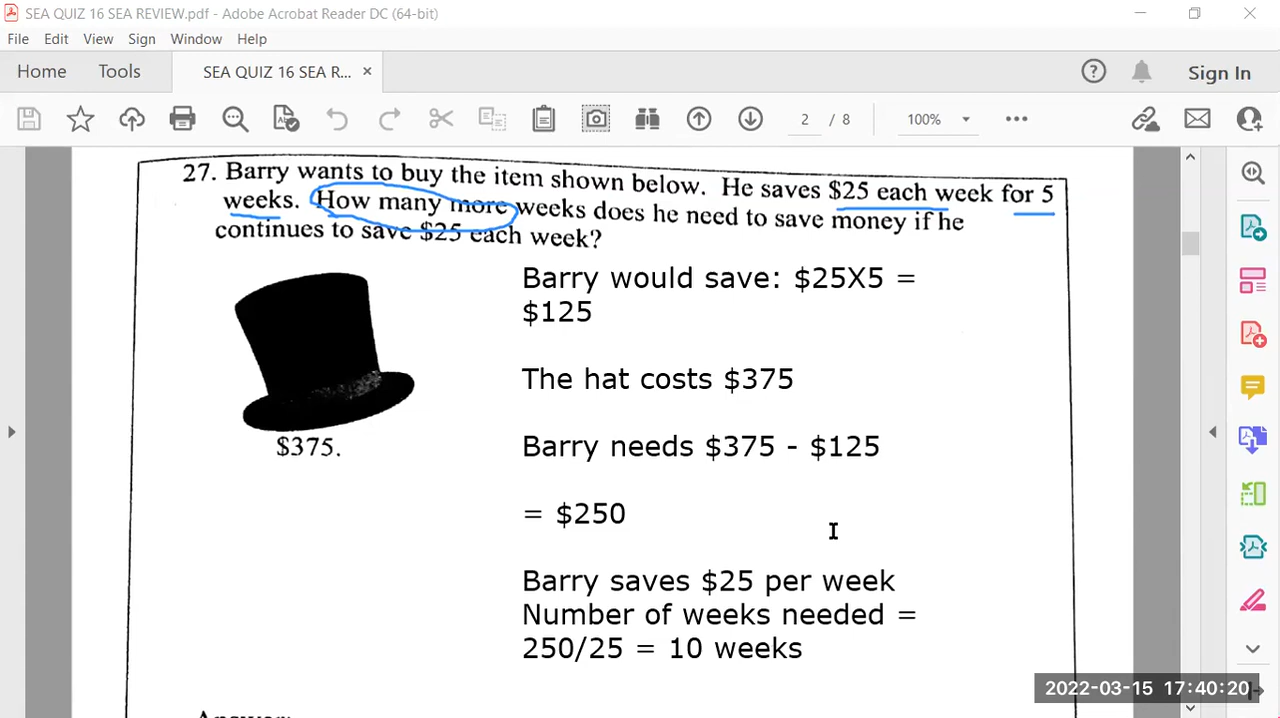 SEA QUIZ 16 SEA REVIEW.pdf - Adobe Acrobat Reader DC (64-bit)
File Edit View Sign Window Help
Home Tools SEA QUIZ 16 SEA R... × Sign In
2 / 8 100%
27. Barry wants to buy the item shown below. He saves $25 each week for 5
weeks. How many more weeks does he need to save money if he
continues to save $25 each week?
$375.
Barry would save: $25X5 =
$125
The hat costs $375
Barry needs $375 - $125
= $250
Barry saves $25 per week
Number of weeks needed =
250/25 = 10 weeks
2022-03-15 17:40:20